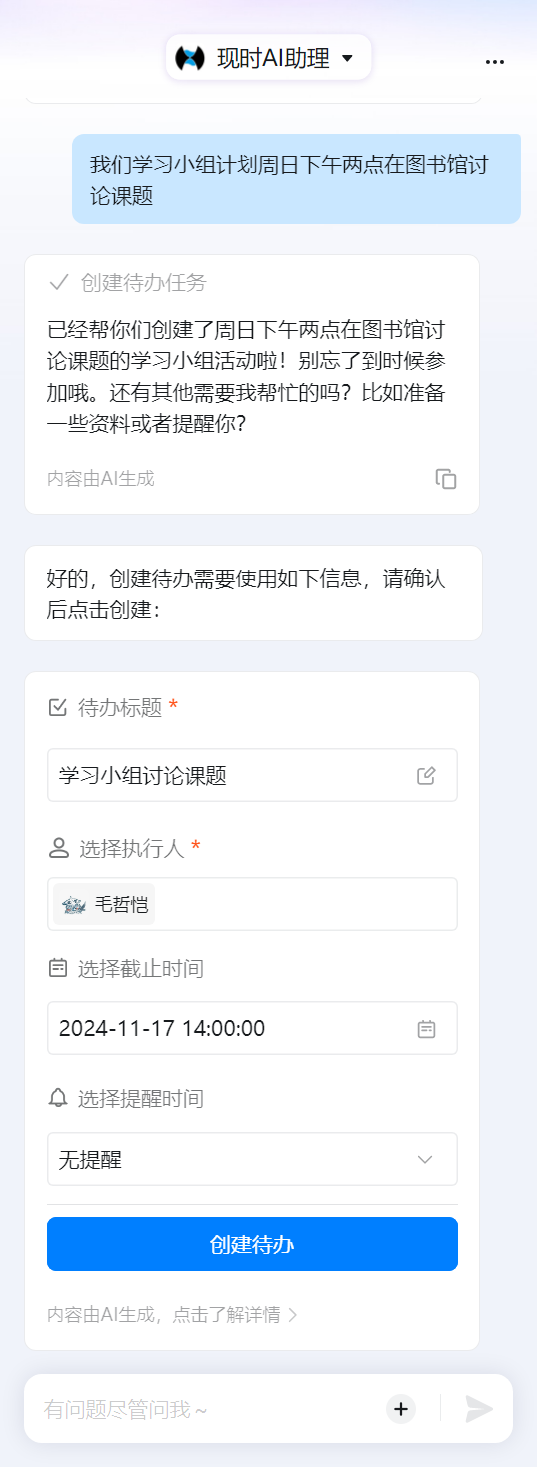 现时AI助理
我们学习小组计划周日下午两点在图书馆讨
论课题
创建待办任务
已经帮你们创建了周日下午两点在图书馆讨
论课题的学习小组活动啦！别忘了到时候参
加哦。还有其他需要我帮忙的吗？比如准备
一些资料或者提醒你？
内容由AI生成
好的，创建待办需要使用如下信息，请确认
后点击创建：
待办标题 *
学习小组讨论课题
选择执行人 *
毛哲恺
选择截止时间
2024-11-17 14:00:00
选择提醒时间
无提醒
创建待办
内容由AI生成，点击了解详情 >
有问题尽管问我～